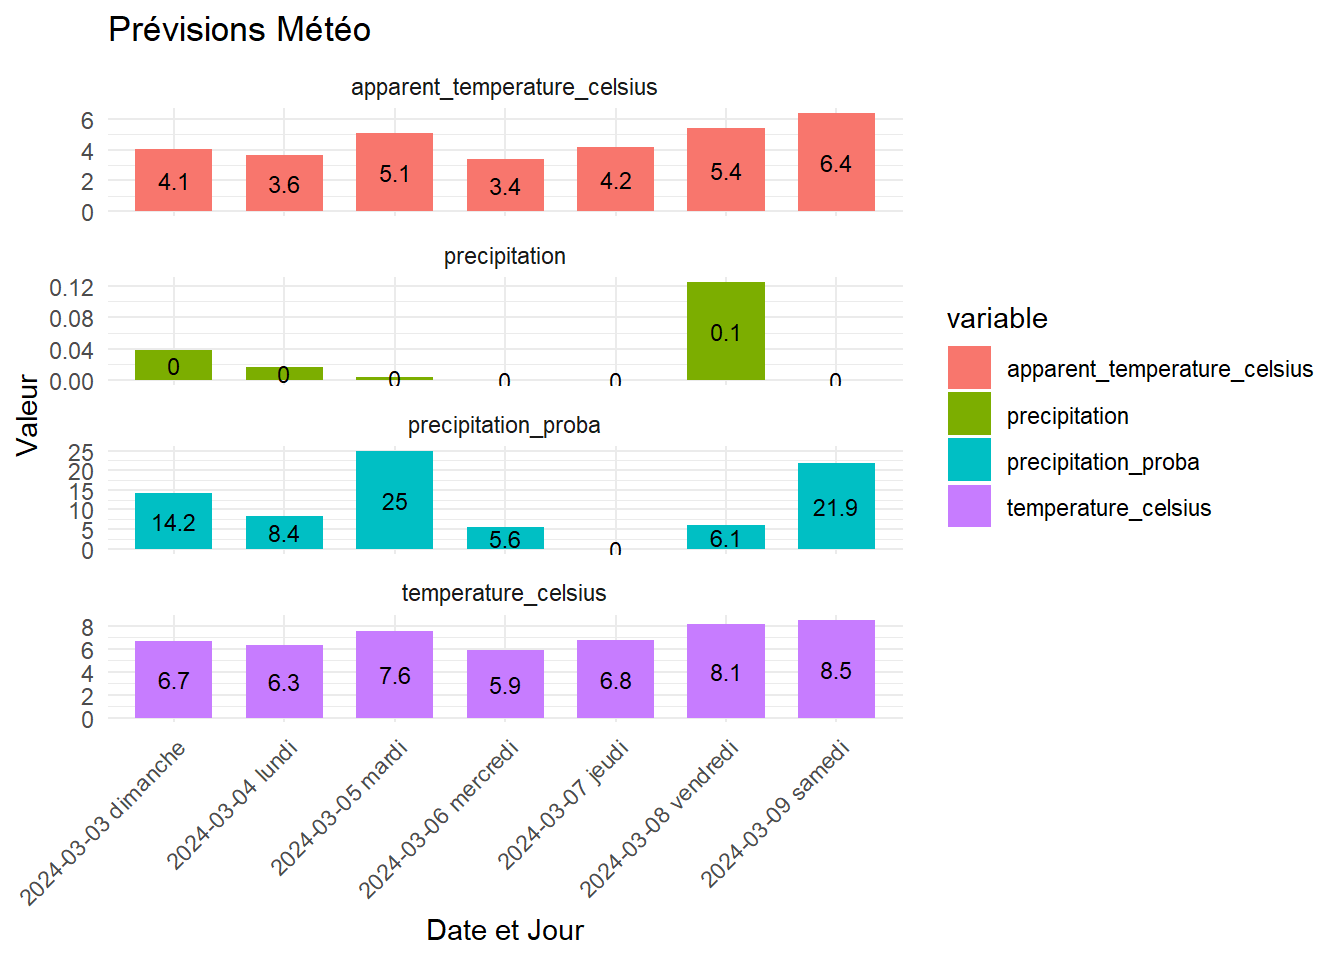 Prévisions Météo
apparent_temperature_celsius
6
4
2
0
4.1
3.6
5.1
3.4
4.2
5.4
6.4
precipitation
0.12
0.08
0.04
0.00
0
0
0
0
0
0.1
0
precipitation_proba
25
20
15
10
5
0
14.2
8.4
25
5.6
0
6.1
21.9
temperature_celsius
8
6
4
2
0
6.7
6.3
7.6
5.9
6.8
8.1
8.5
2024-03-03 dimanche
2024-03-04 lundi
2024-03-05 mardi
2024-03-06 mercredi
2024-03-07 jeudi
2024-03-08 vendredi
2024-03-09 samedi
Date et Jour
Valeur
variable
apparent_temperature_celsius
precipitation
precipitation_proba
temperature_celsius